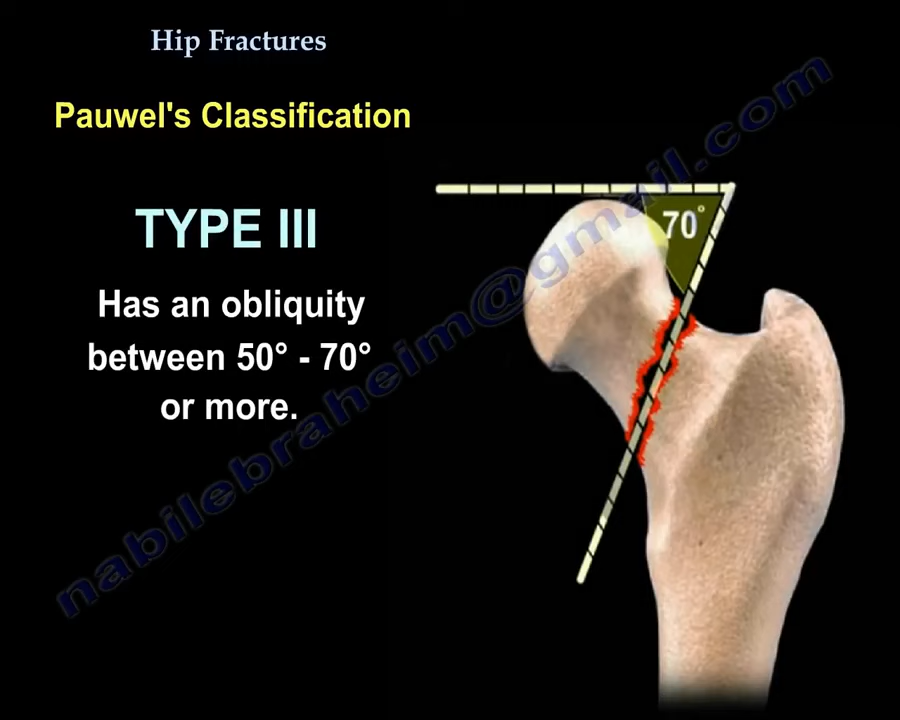 Hip Fractures
Pauwel's Classification
TYPE III
Has an obliquity
between 50° - 70°
or more.
70°
nabilebraheim@gmail.com